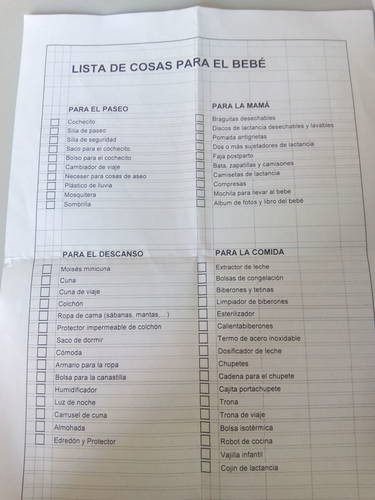 LISTA DE COSAS PARA EL BEBÉ
PARA EL PASEO
Cochecito
Silla de paseo
Silla de seguridad
Saco para el cochecito
Bolso para el cochecito
Cambiador de viaje
Neceser para cosas de aseo
Plástico de lluvia
Mosquitera
Sombrilla
PARA LA MAMÁ
Braguitas desechables
Discos de lactancia desechables y lavables
Pomada antigrietas
Dos o más sujetadores de lactancia
Faja postparto
Bata, zapatillas y camisones
Camisetas de lactancia
Compresas
Mochila para llevar al bebé
Album de fotos y libro del bebé
PARA EL DESCANSO
Moisés minicuna
Cuna
Cuna de viaje
Colchón
Ropa de cama (sábanas, mantas,...)
Protector impermeable de colchón
Saco de dormir
Cómoda
Armario para la ropa
Bolsa para la canastilla
Humidificador
Luz de noche
Carrusel de cuna
Almohada
Edredón y Protector
PARA LA COMIDA
Extractor de leche
Bolsas de congelación
Biberones y tetinas
Limpiador de biberones
Esterilizador
Calientabiberones
Termo de acero inoxidable
Dosificador de leche
Chupetes
Cadena para el chupete
Cajita portachupete
Trona
Trona de viaje
Bolsa isotérmica
Robot de cocina
Vajilla infantil
Cojin de lactancia